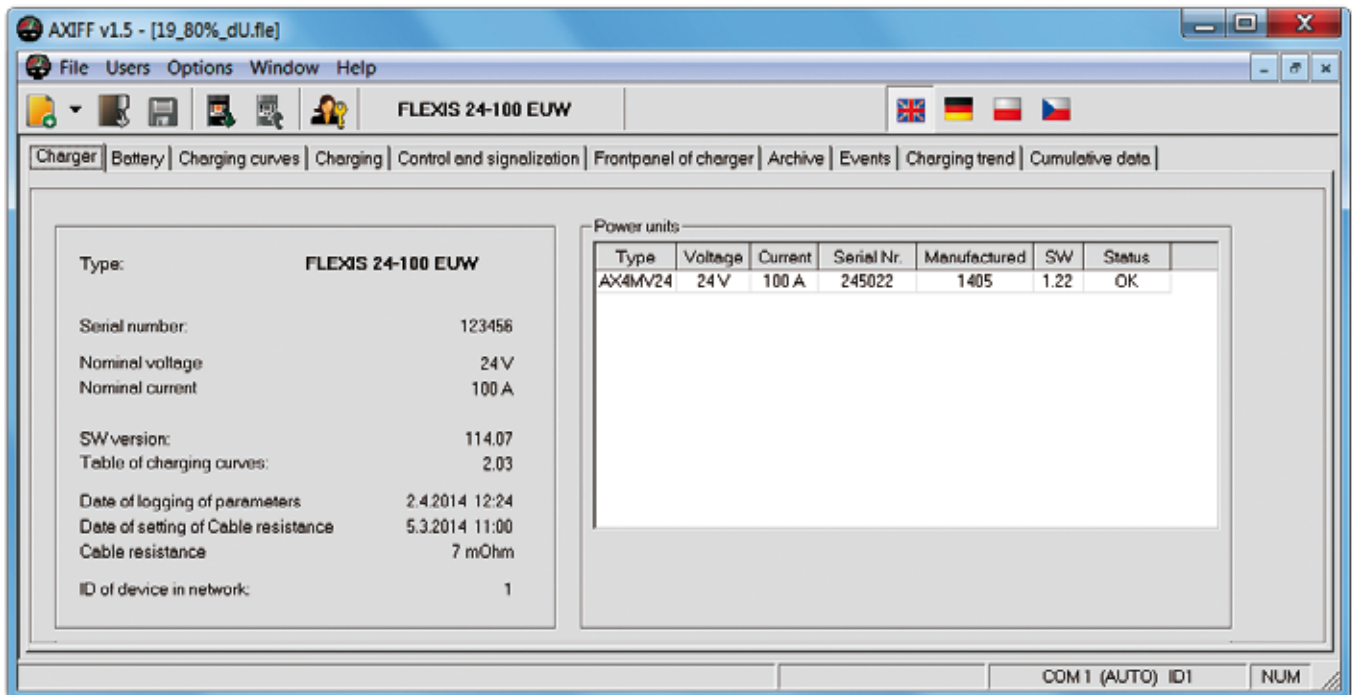 AXIFF v1.5 - [19_80%_dU.fle]
File Users Options Window Help
FLEXIS 24-100 EUW
Charger Battery Charging curves Charging Control and signalization Frontpanel of charger Archive Events Charging trend Cumulative data
Type: FLEXIS 24-100 EUW
Serial number: 123456
Nominal voltage 24 V
Nominal current 100 A
SW version: 114.07
Table of charging curves: 2.03
Date of logging of parameters 2.4.2014 12:24
Date of setting of Cable resistance 5.3.2014 11:00
Cable resistance 7 mOhm
ID of device in network: 1
Power units
Type Voltage Current Serial Nr. Manufactured SW Status
AX4MV24 24 V 100 A 245022 1405 1.22 OK
COM 1 (AUTO) ID1 NUM